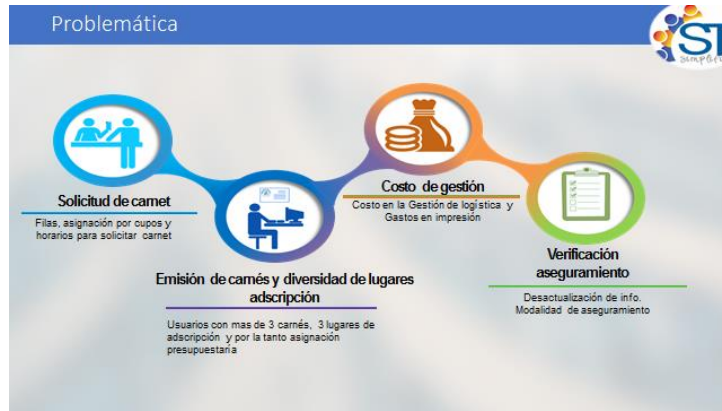 Problemática
ST
simplifi
Solicitud de carnet
Filas, asignación por cupos y
horarios para solicitar carnet
Emisión de carnés y diversidad de lugares
adscripción
Usuarios con mas de 3 carnés, 3 lugares de
adscripción y por la tanto asignación
presupuestaria
Costo de gestión
Costo en la Gestión de logística y
Gastos en impresión
Verificación
aseguramiento
Desactualización de info.
Modalidad de aseguramiento